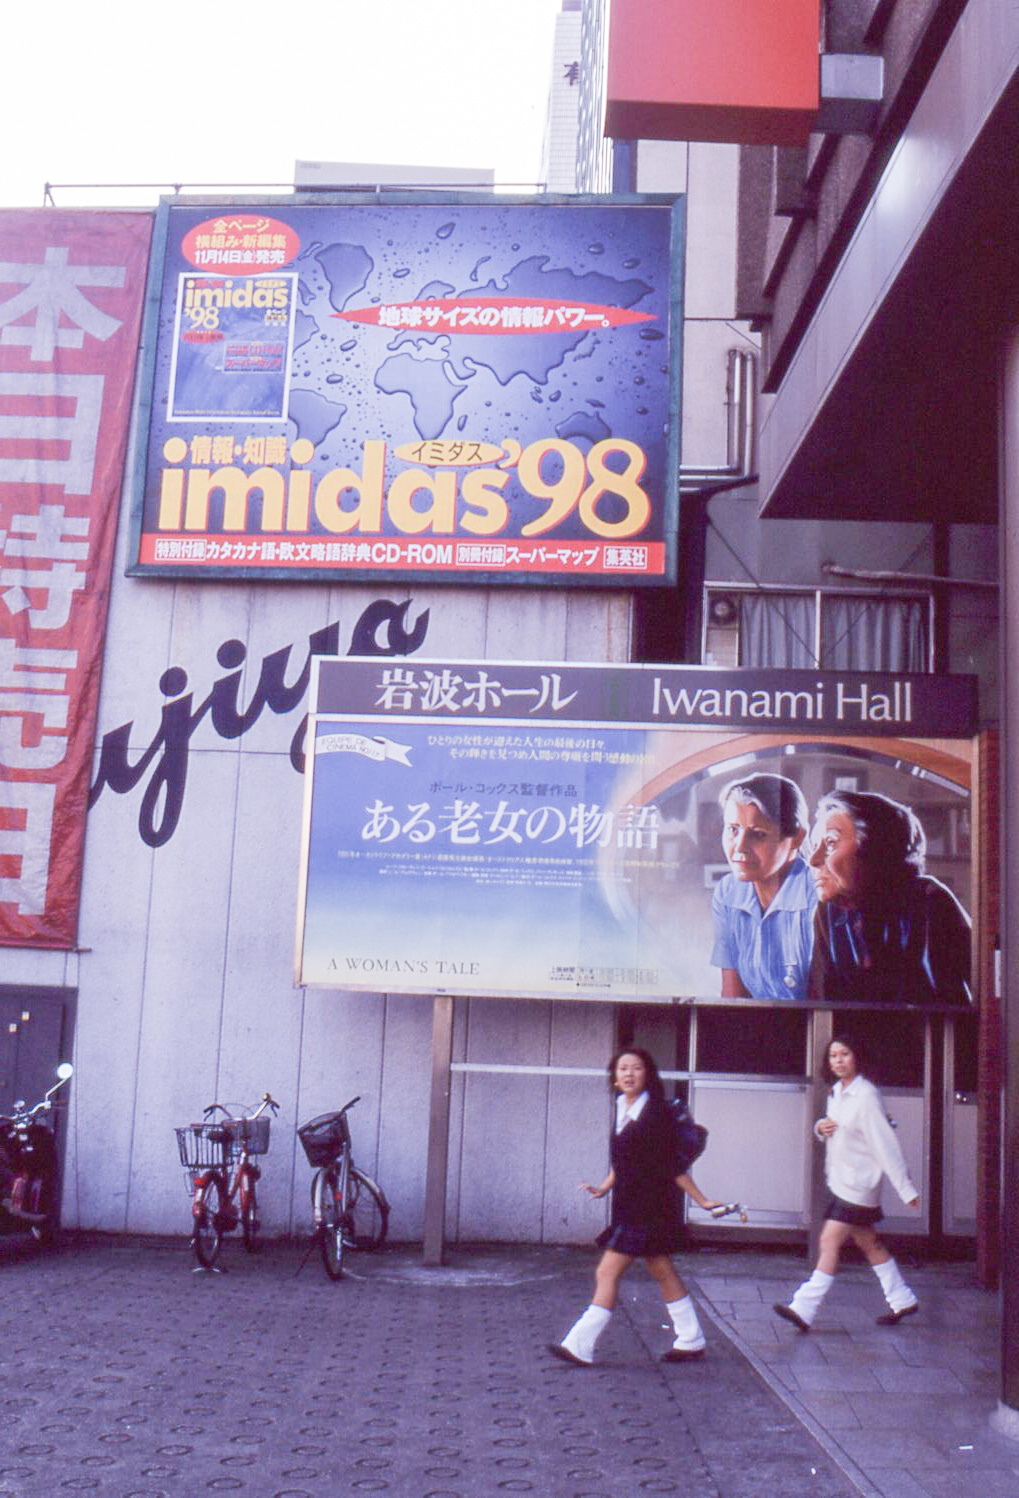 有
本日特売日
全ページ
横組み・新編集
11月14日金発売
imidas
'98
地球サイズの情報パワー。
情報・知識
イミダス
imidas'98
特別付録 カタカナ語・欧文略語辞典CD-ROM 別冊付録 スーパーマップ 集英社
ujiya
岩波ホール Iwanami Hall
EQUIPE DE
CINEMA NO
ひとりの女性が迎えた人生の最後の日々
その輝きを見つめ人間の尊厳を問う感動の
ポール・コックス監督作品
ある老女の物語
A WOMAN'S TALE